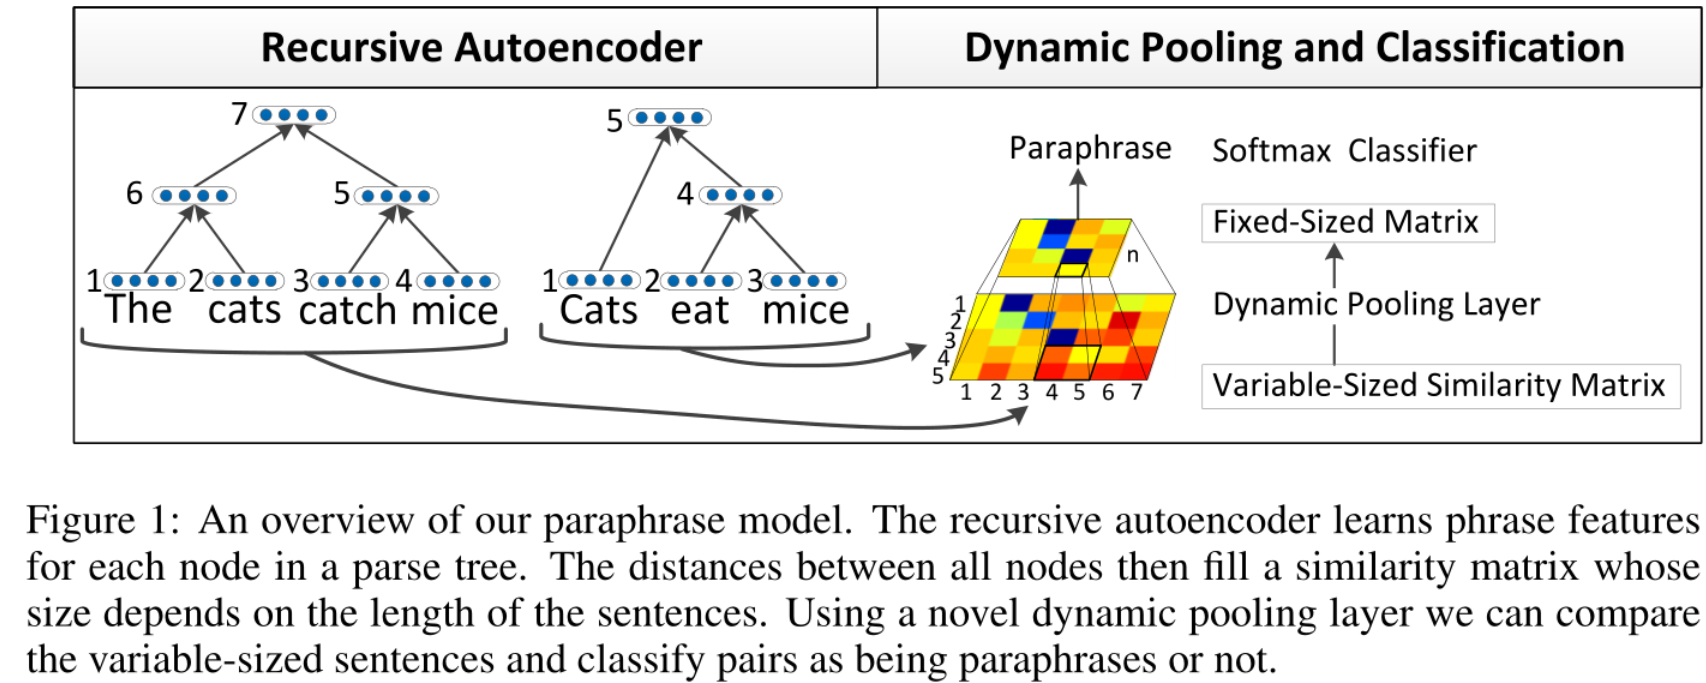 Recursive Autoencoder
Dynamic Pooling and Classification
7
6
5
1 2 3 4
The cats catch mice
5
4
1 2 3
Cats eat mice
Paraphrase
n
1
2
3
4
5
1 2 3 4 5 6 7
Softmax Classifier
Fixed-Sized Matrix
Dynamic Pooling Layer
Variable-Sized Similarity Matrix
Figure 1: An overview of our paraphrase model. The recursive autoencoder learns phrase features
for each node in a parse tree. The distances between all nodes then fill a similarity matrix whose
size depends on the length of the sentences. Using a novel dynamic pooling layer we can compare
the variable-sized sentences and classify pairs as being paraphrases or not.